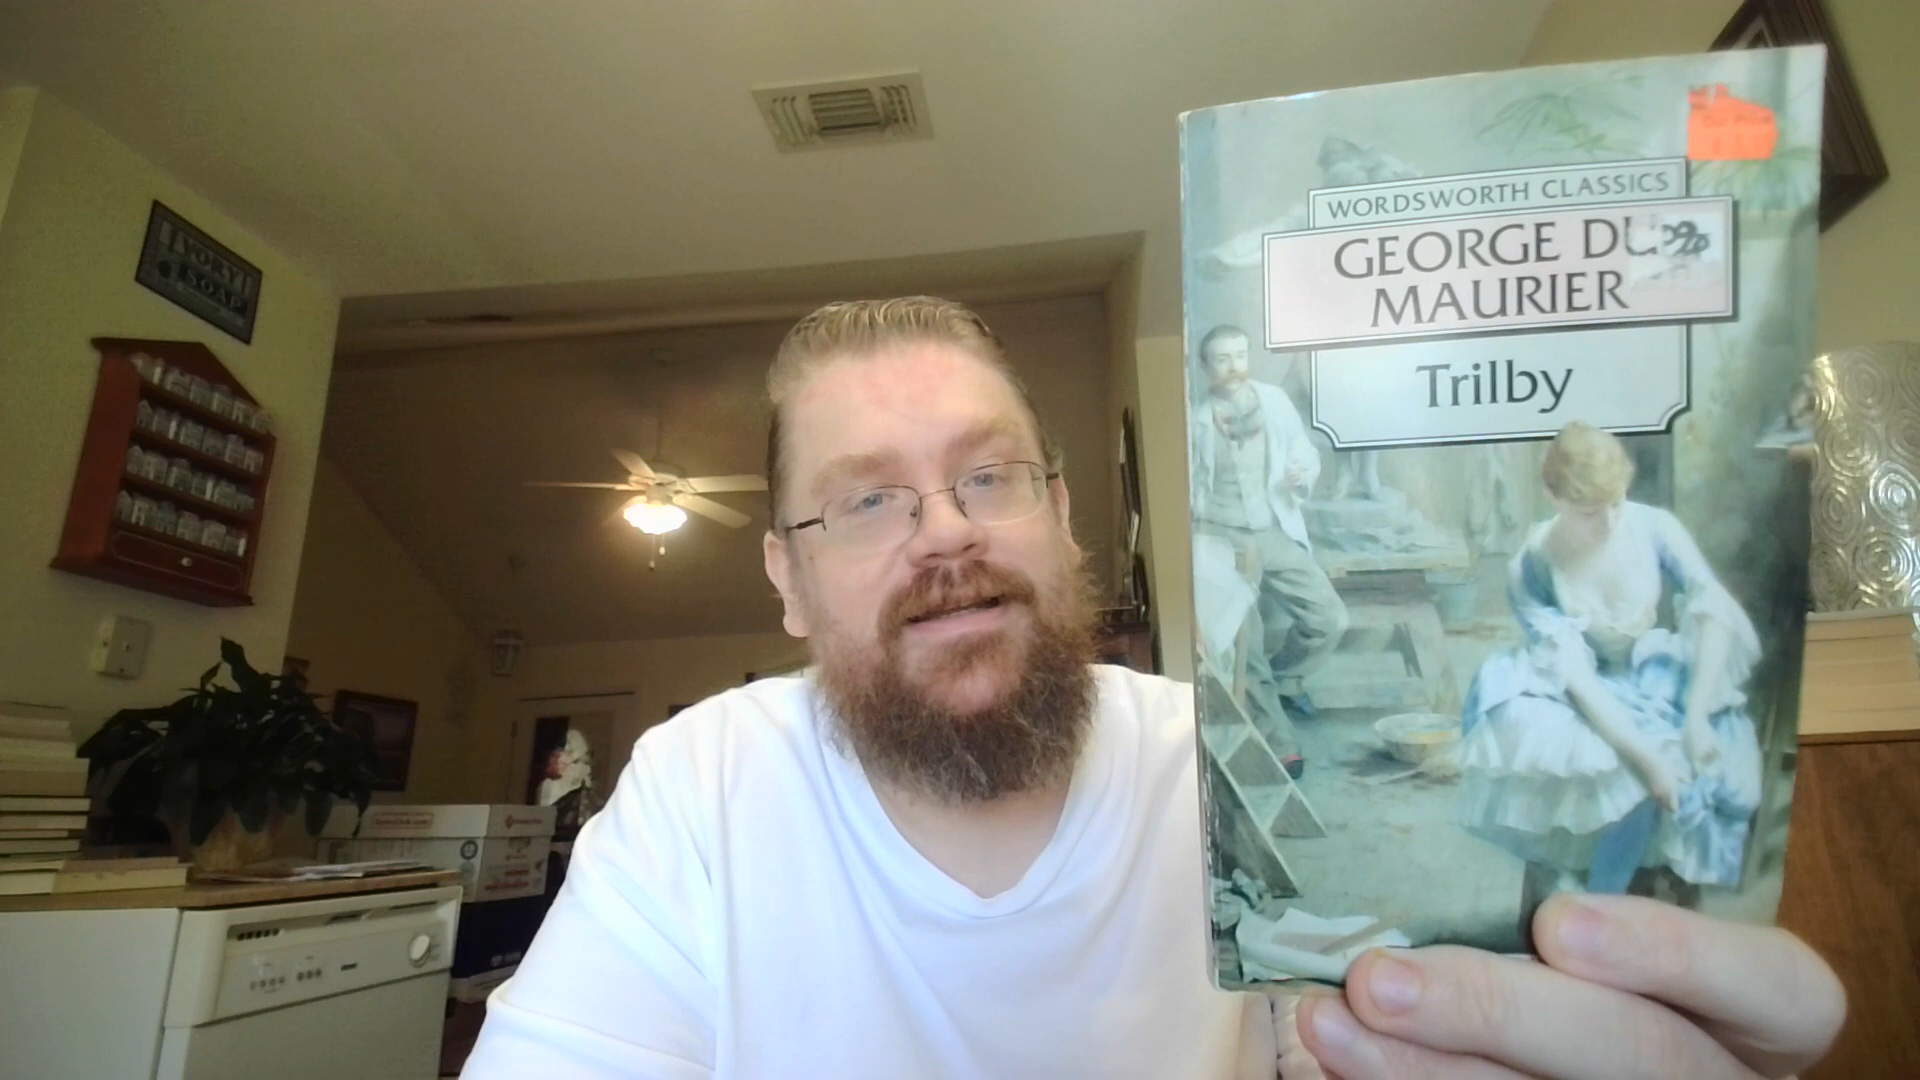 IVORY
SOAP
WORDSWORTH CLASSICS
GEORGE DU
MAURIER
Trilby